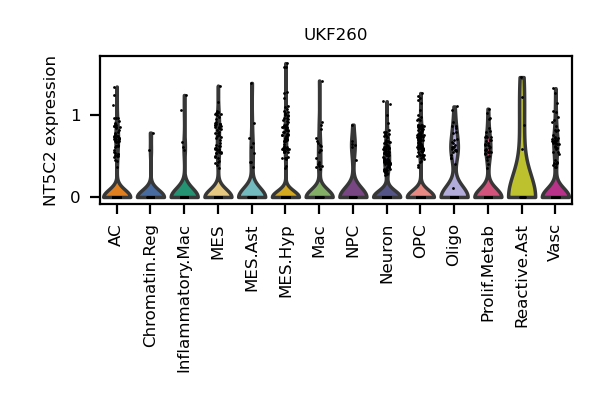 UKF260
NT5C2 expression
1
0
AC
Chromatin.Reg
Inflammatory.Mac
MES
MES.Ast
MES.Hyp
Mac
NPC
Neuron
OPC
Oligo
Prolif.Metab
Reactive.Ast
Vasc